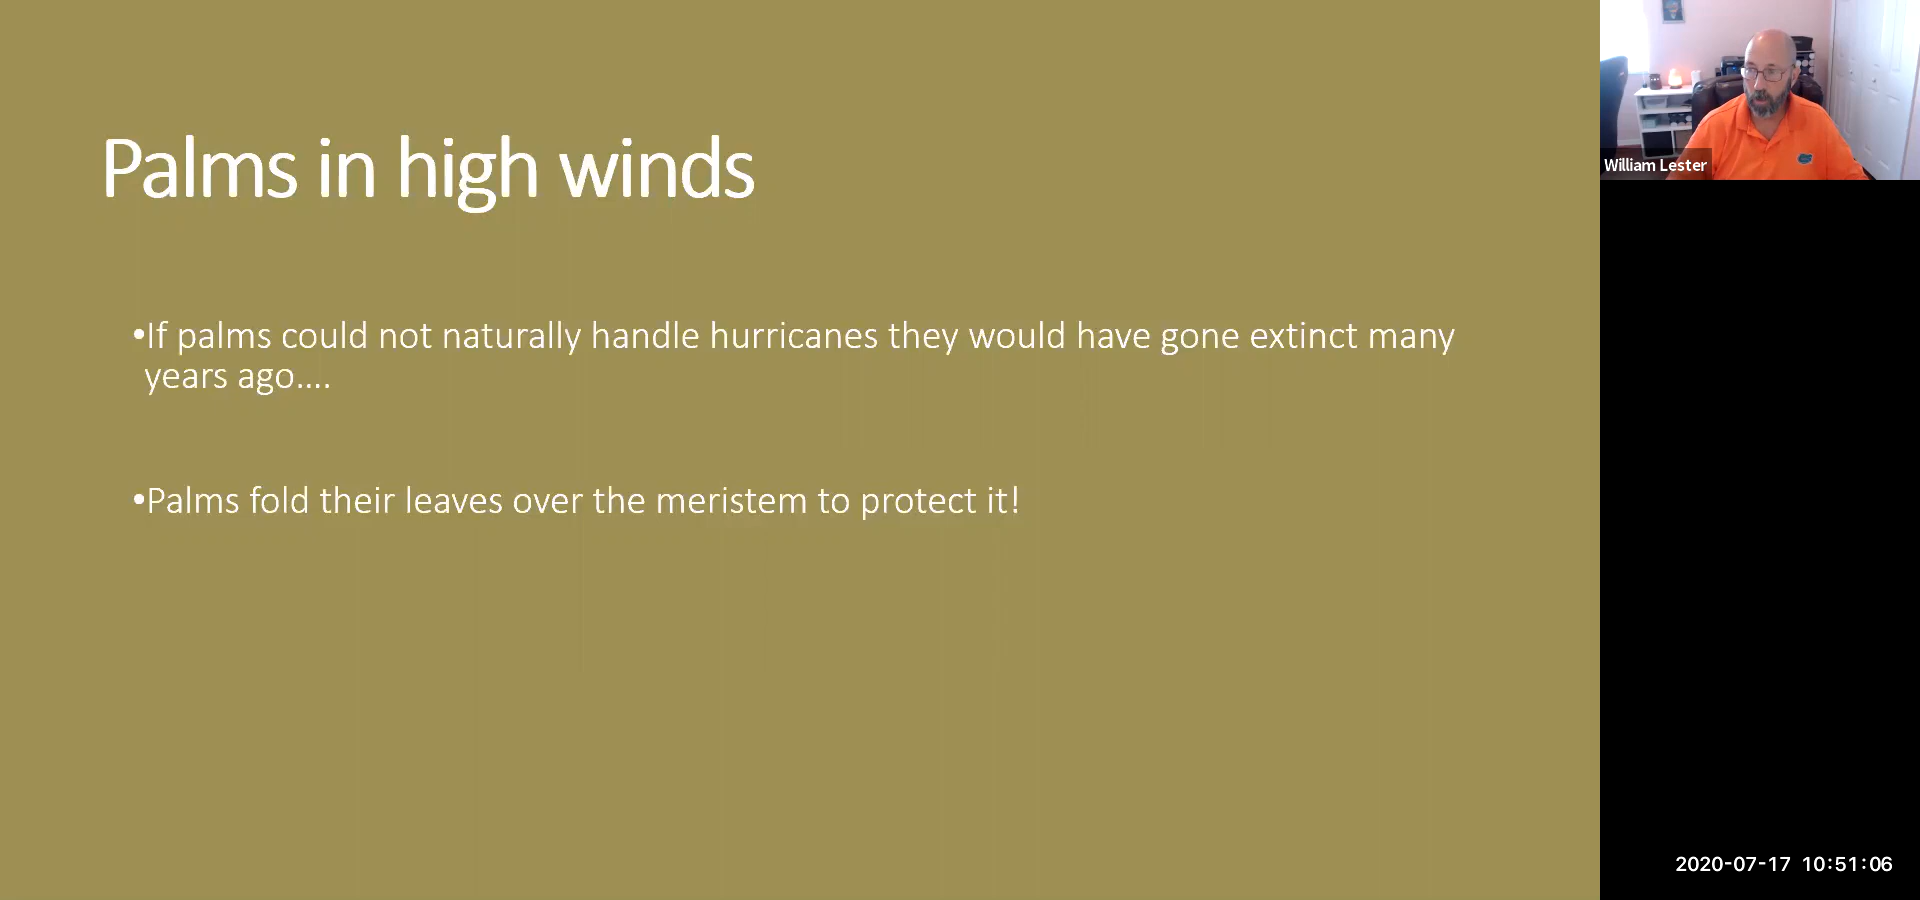 Palms in high winds
•If palms could not naturally handle hurricanes they would have gone extinct many
years ago....
•Palms fold their leaves over the meristem to protect it!
William Lester
2020-07-17 10:51:06